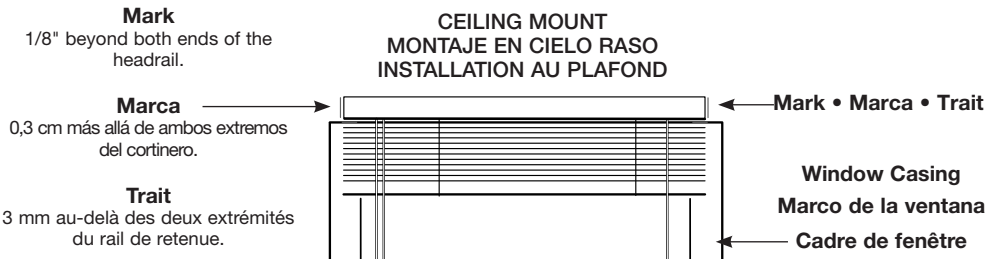 Mark
1/8" beyond both ends of the
headrail.
Marca
0,3 cm más allá de ambos extremos
del cortinero.
Trait
3 mm au-delà des deux extrémités
du rail de retenue.
CEILING MOUNT
MONTAJE EN CIELO RASO
INSTALLATION AU PLAFOND
Mark • Marca • Trait
Window Casing
Marco de la ventana
Cadre de fenêtre